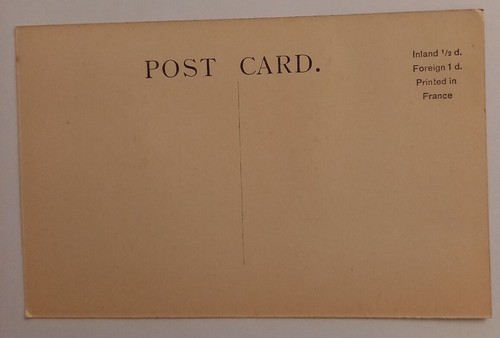 POST CARD.
Inland ½ d.
Foreign 1 d.
Printed in
France